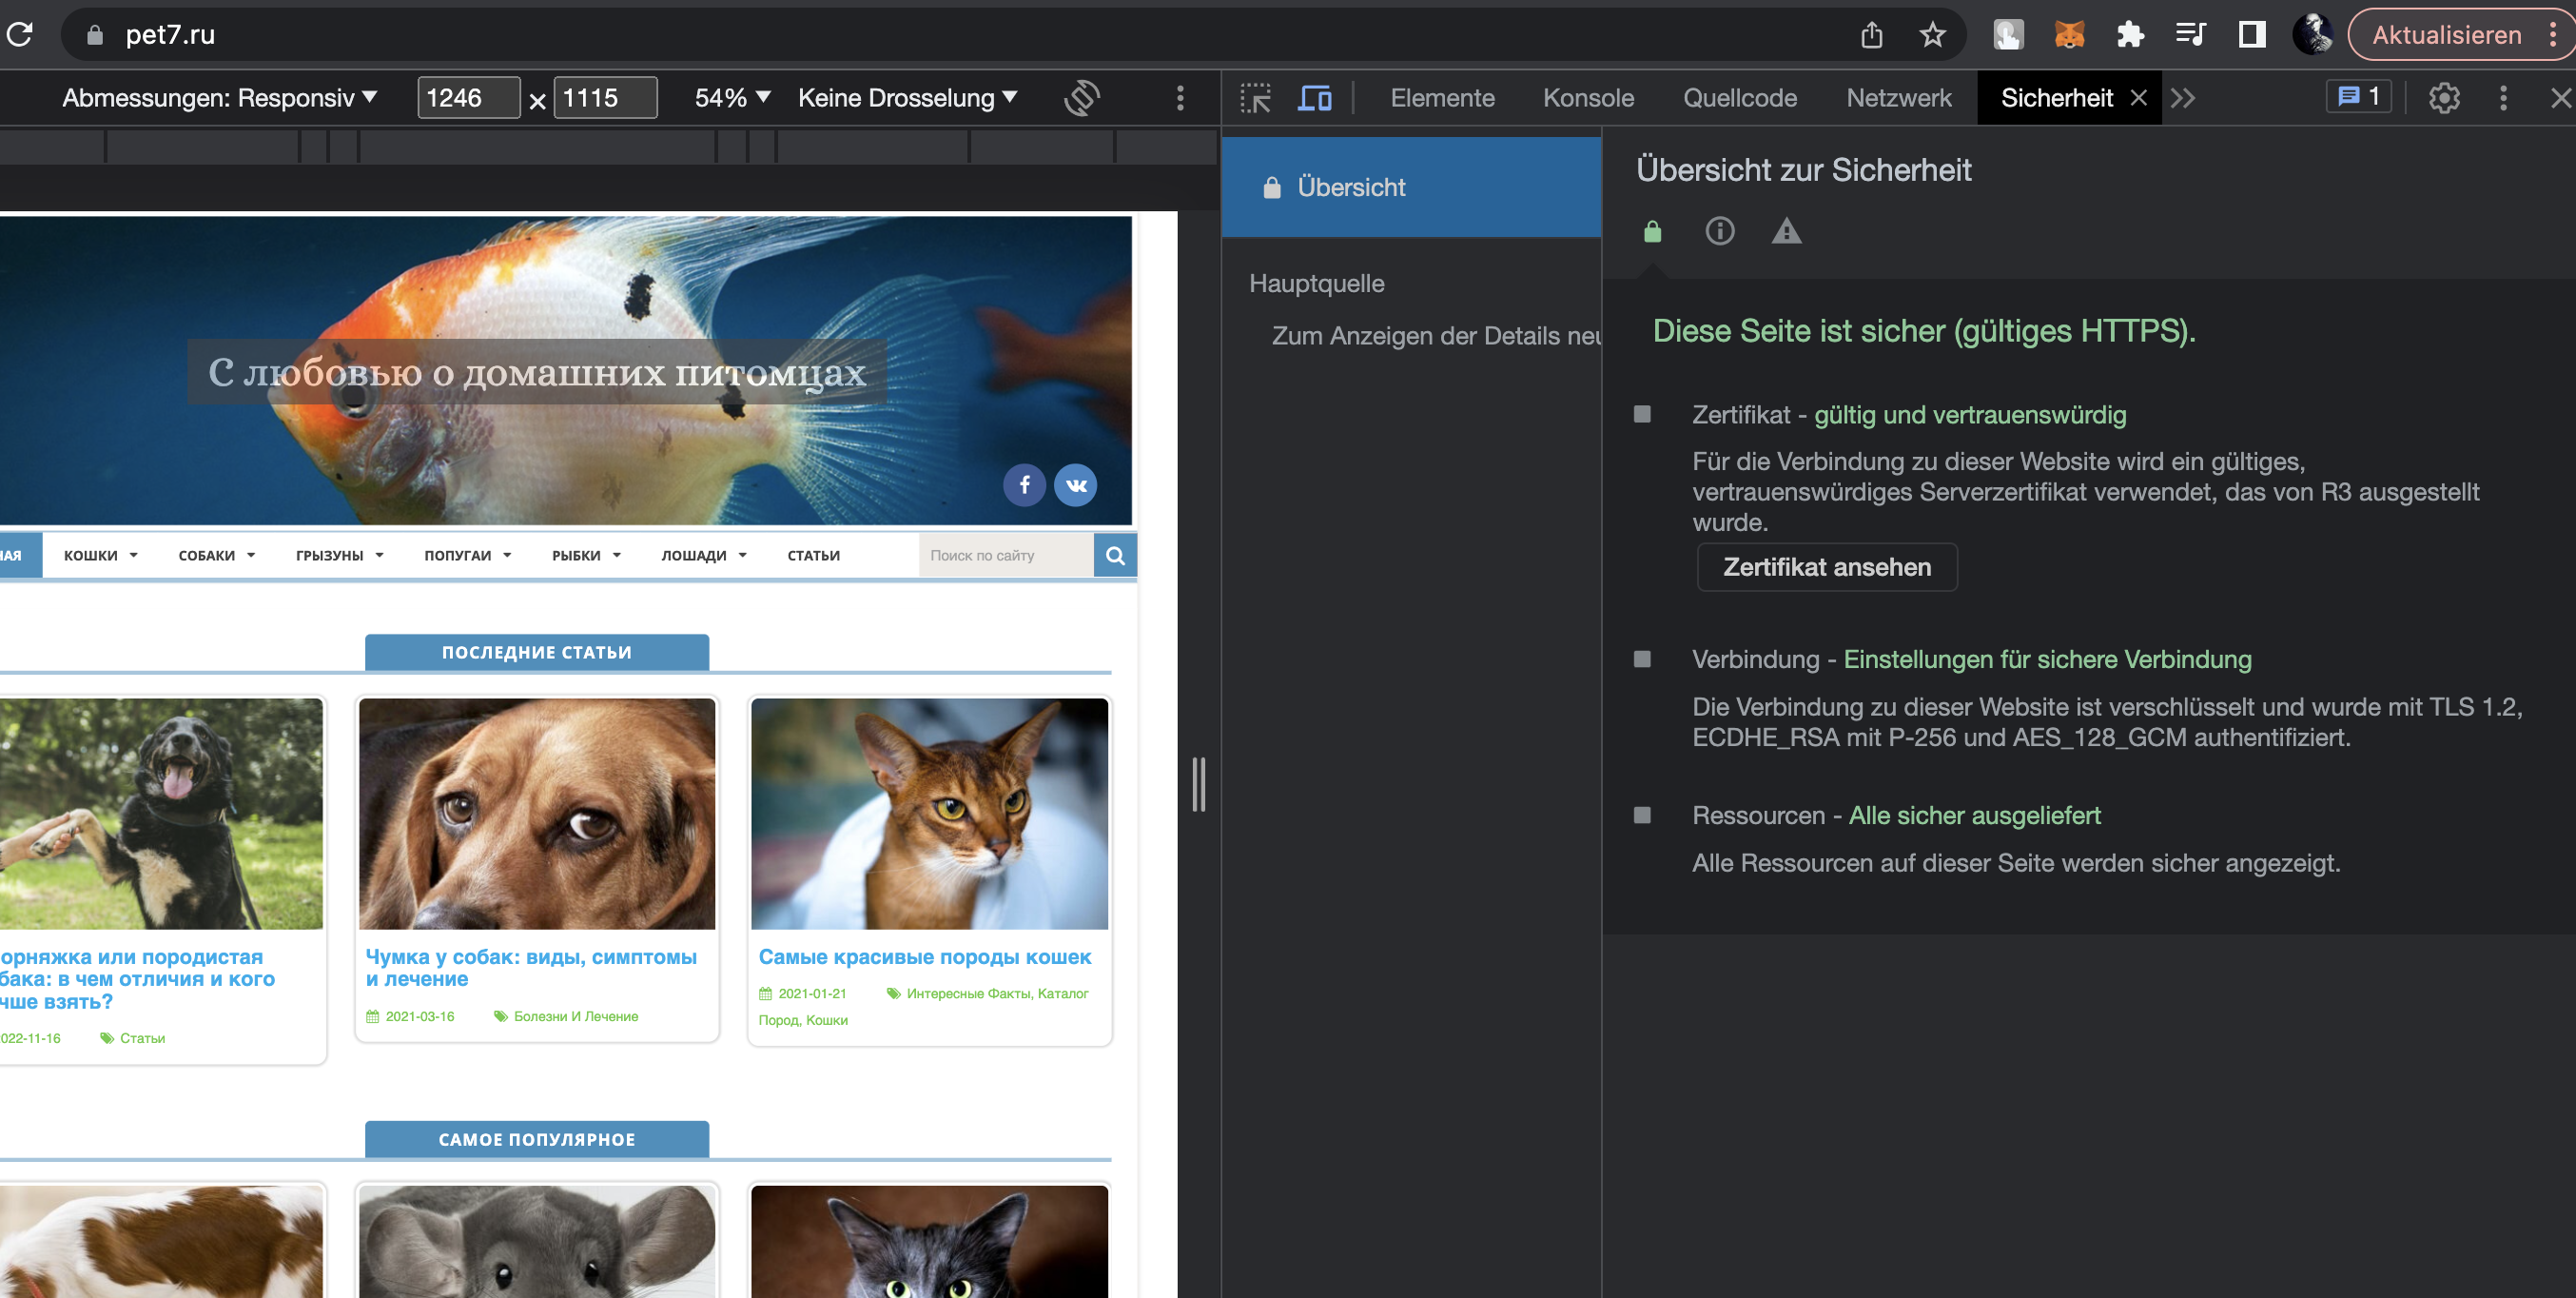 pet7.ru
Aktualisieren
Abmessungen: Responsiv
1246 × 1115
54%
Keine Drosselung
Elemente
Konsole
Quellcode
Netzwerk
Sicherheit
1
С любовью о домашних питомцах
НАЯ
КОШКИ
СОБАКИ
ГРЫЗУНЫ
ПОПУГАИ
РЫБКИ
ЛОШАДИ
СТАТЬИ
Поиск по сайту
ПОСЛЕДНИЕ СТАТЬИ
орняжка или породистая
бака: в чем отличия и кого
чше взять?
022-11-16
Статьи
Чумка у собак: виды, симптомы
и лечение
2021-03-16
Болезни И Лечение
Самые красивые породы кошек
2021-01-21
Интересные Факты, Каталог
Пород, Кошки
САМОЕ ПОПУЛЯРНОЕ
Übersicht
Hauptquelle
Zum Anzeigen der Details neu
Übersicht zur Sicherheit
Diese Seite ist sicher (gültiges HTTPS).
Zertifikat - gültig und vertrauenswürdig
Für die Verbindung zu dieser Website wird ein gültiges,
vertrauenswürdiges Serverzertifikat verwendet, das von R3 ausgestellt
wurde.
Zertifikat ansehen
Verbindung - Einstellungen für sichere Verbindung
Die Verbindung zu dieser Website ist verschlüsselt und wurde mit TLS 1.2,
ECDHE_RSA mit P-256 und AES_128_GCM authentifiziert.
Ressourcen - Alle sicher ausgeliefert
Alle Ressourcen auf dieser Seite werden sicher angezeigt.